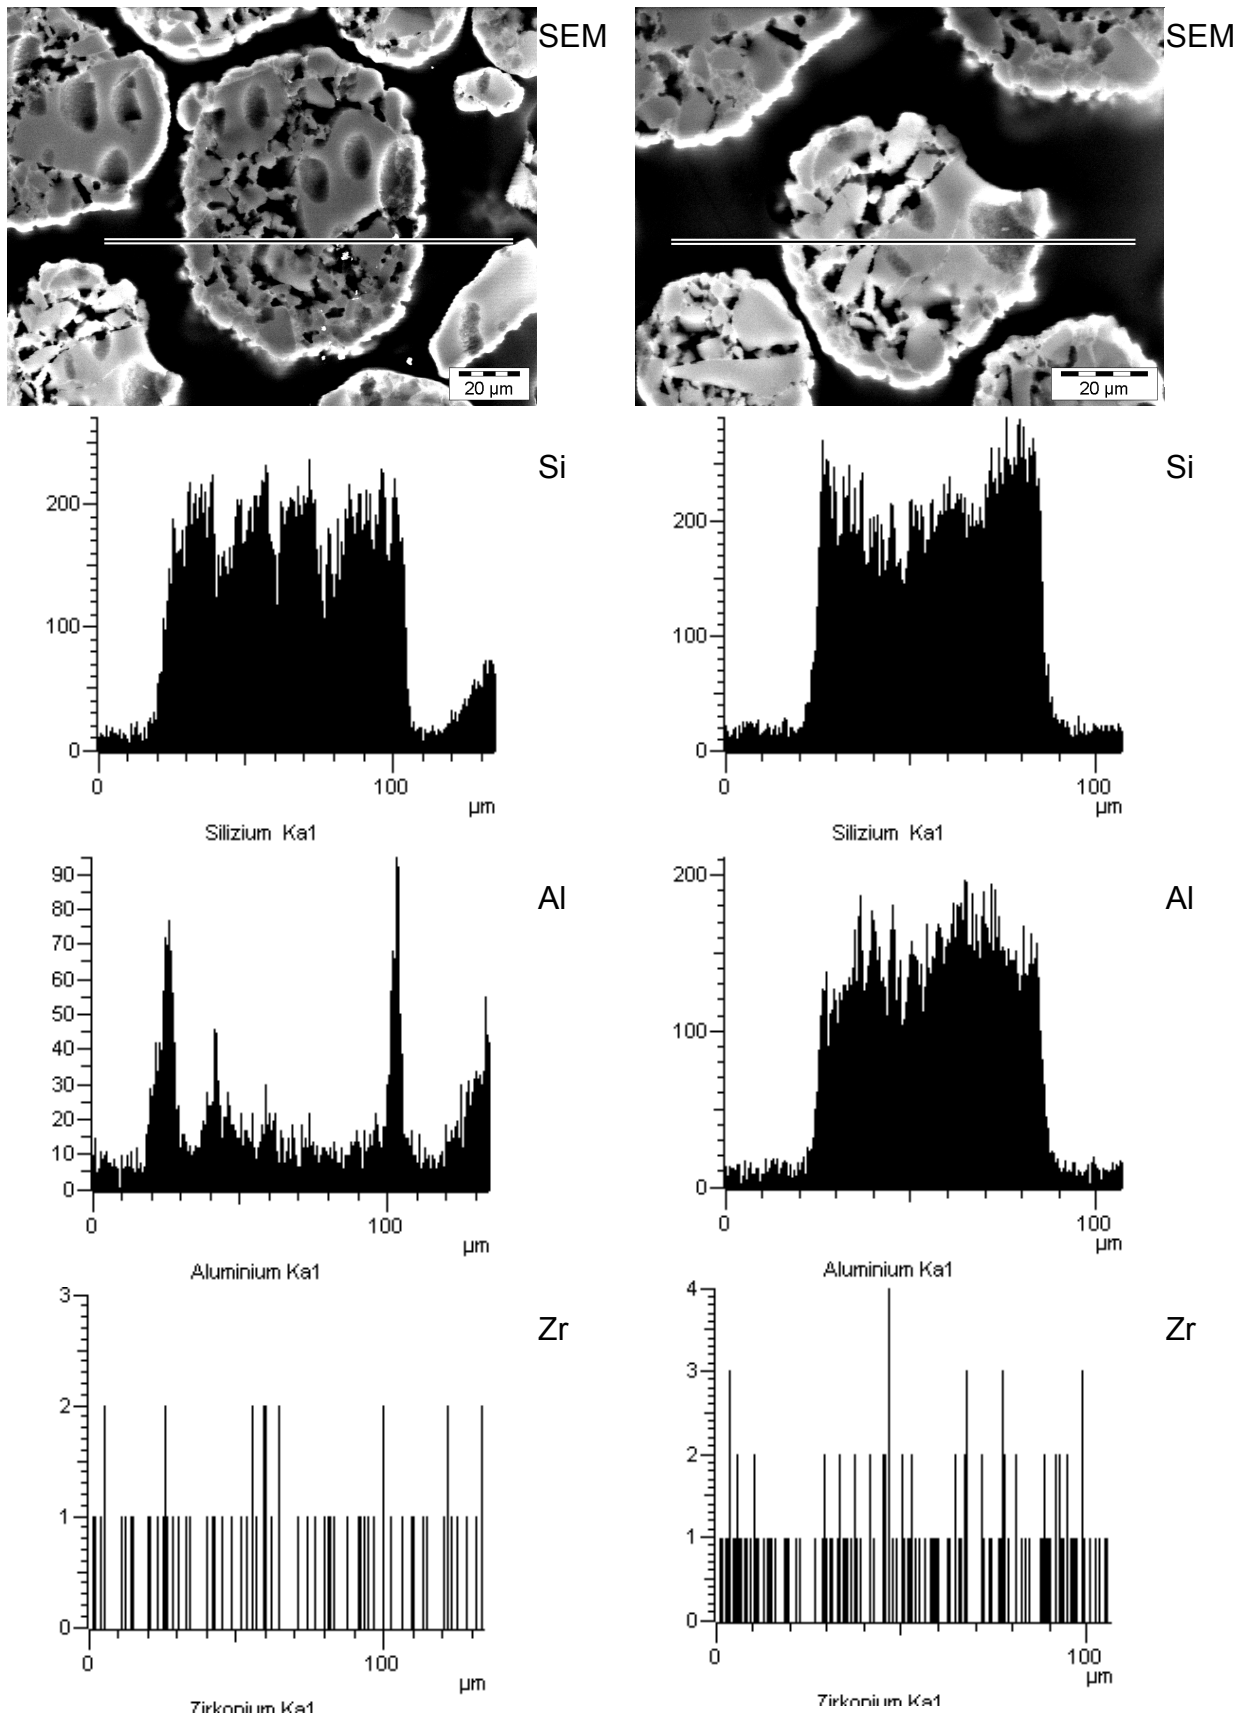 SEM SEM
20 µm 20 µm
Si Si
200 200
100 100
0 0
0 100 0 100
µm µm
Silizium Ka1 Silizium Ka1
Al Al
90 200
80
70
60
50
40 100
30
20
10
0 0
0 100 0 100
µm µm
Aluminium Ka1 Aluminium Ka1
Zr Zr
3 4
2 3
1 2
0 1
0
0 100 0 100
µm µm
Zirkonium Ka1 Zirkonium Ka1